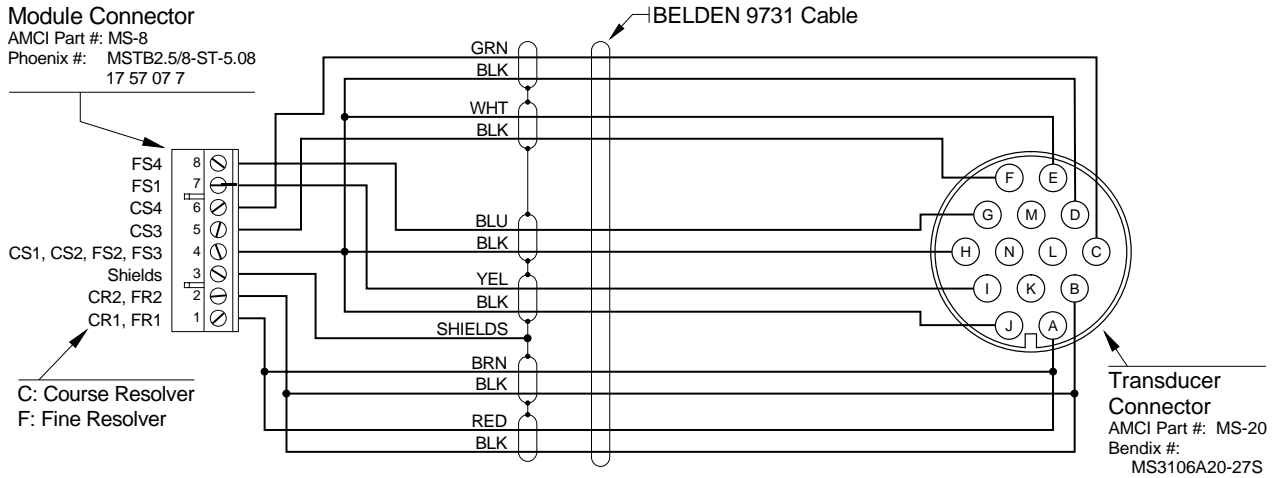 Module Connector
AMCI Part #: MS-8
Phoenix #: MSTB2.5/8-ST-5.08
17 57 07 7
BELDEN 9731 Cable
GRN
BLK
WHT
BLK
BLU
BLK
YEL
BLK
SHIELDS
BRN
BLK
RED
BLK
FS4 8
FS1 7
CS4 6
CS3 5
CS1, CS2, FS2, FS3 4
Shields 3
CR2, FR2 2
CR1, FR1 1
C: Course Resolver
F: Fine Resolver
F E
G M D
H N L C
I K B
J A
Transducer
Connector
AMCI Part #: MS-20
Bendix #:
MS3106A20-27S